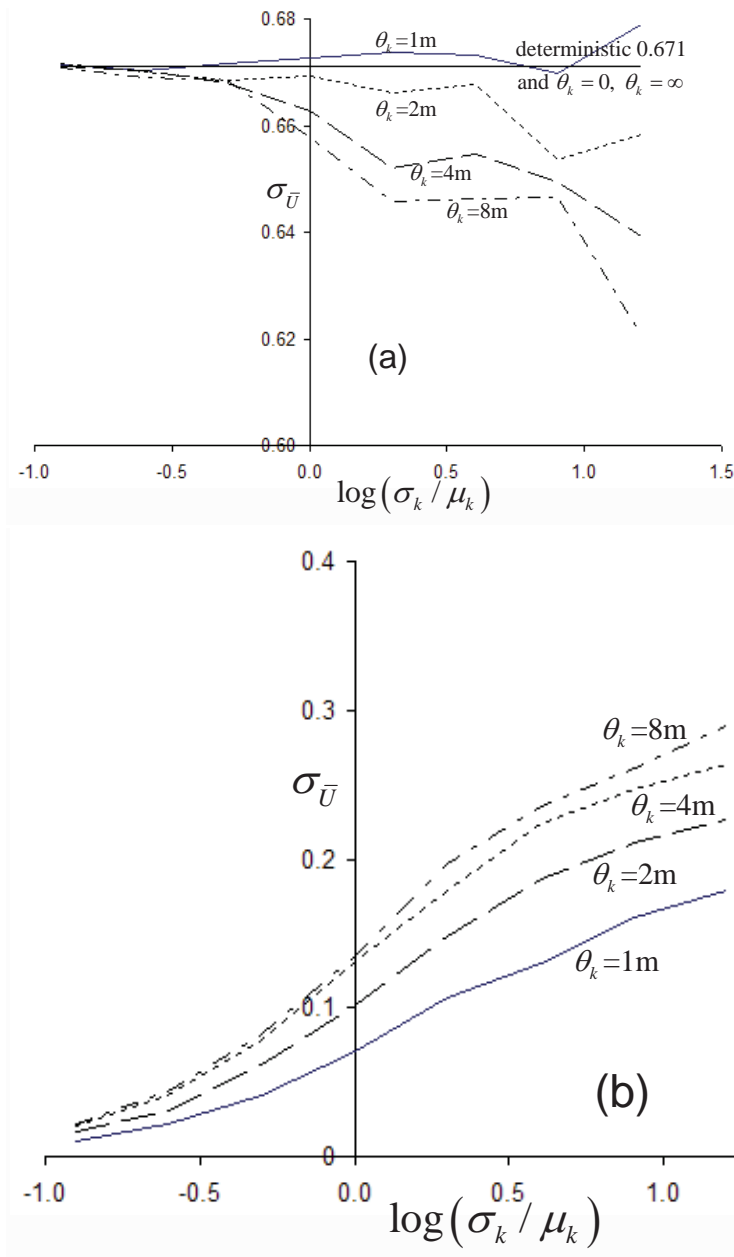 0.68
θₖ=1m
deterministic 0.671
and θₖ = 0, θₖ = ∞
θₖ=2m
0.66
θₖ=4m
σ_Ū
θₖ=8m
0.64
0.62
(a)
0.60
-1.0 -0.5 0.0 0.5 1.0 1.5
log(σₖ / μₖ)
0.4
0.3
θₖ=8m
σ_Ū
θₖ=4m
0.2
θₖ=2m
θₖ=1m
0.1
(b)
0
-1.0 -0.5 0.0 0.5 1.0
log(σₖ / μₖ)